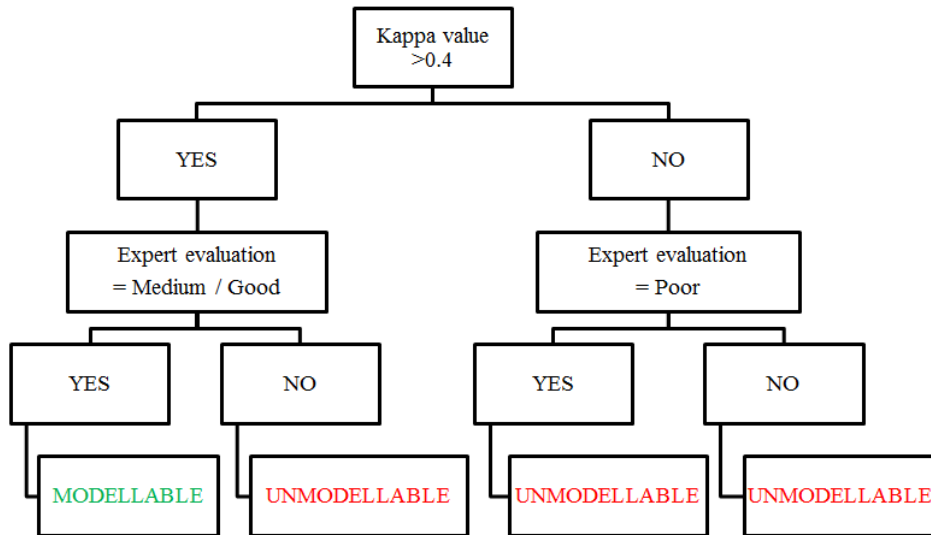 Kappa value
>0.4
YES
NO
Expert evaluation
= Medium / Good
Expert evaluation
= Poor
YES
NO
YES
NO
MODELLABLE
UNMODELLABLE
UNMODELLABLE
UNMODELLABLE